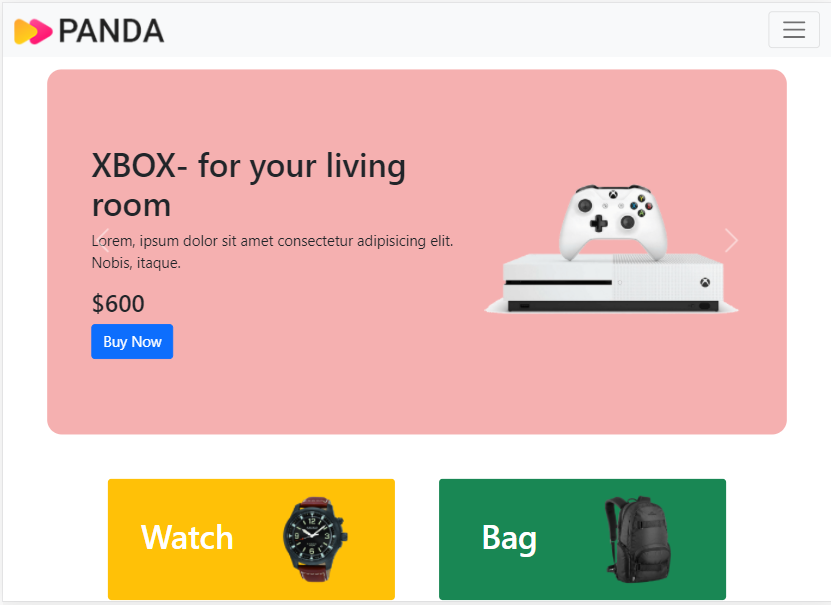 PANDA
XBOX- for your living
room
Lorem, ipsum dolor sit amet consectetur adipisicing elit.
Nobis, itaque.
$600
Buy Now
Watch
Bag